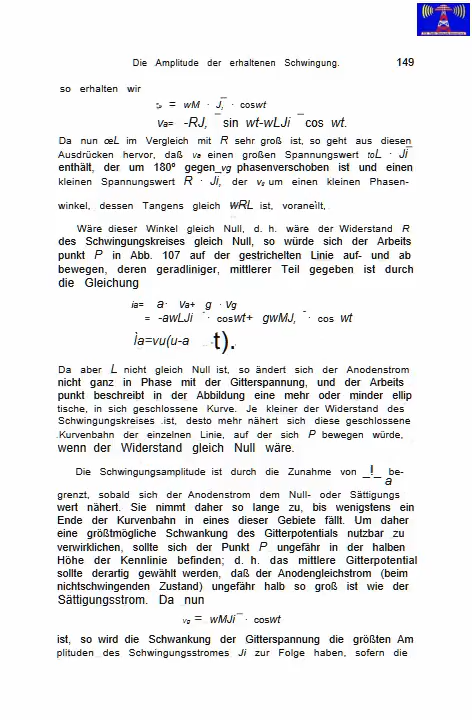 Die Amplitude der erhaltenen Schwingung. 149
so erhalten wir
= wM · J, · coswt
Va= -RJ, sin wt-wLJi cos wt.
Da nun œL im Vergleich mit R sehr groß ist, so geht aus diesen
Ausdrücken hervor, daß va einen großen Spannungswert toL · Ji
enthält, der um 180º gegen vg phasenverschoben ist und einen
kleinen Spannungswert R · Ji, der vs um einen kleinen Phasen-
winkel, dessen Tangens gleich wRL ist, voraneilt.
Wäre dieser Winkel gleich Null, d. h. wäre der Widerstand R
des Schwingungskreises gleich Null, so würde sich der Arbeits
punkt P in Abb. 107 auf der gestrichelten Linie auf- und ab
bewegen, deren geradliniger, mittlerer Teil gegeben ist durch
die Gleichung
ia= a· Va+ g · Vg
= -awLJi · coswt+ gwMJ, · cos wt
ìa=vu(u-a t).
Da aber L nicht gleich Null ist, so ändert sich der Anodenstrom
nicht ganz in Phase mit der Gitterspannung, und der Arbeits
punkt beschreibt in der Abbildung eine mehr oder minder ellip
tische, in sich geschlossene Kurve. Je kleiner der Widerstand des
Schwingungskreises ist, desto mehr nähert sich diese geschlossene
Kurvenbahn der einzelnen Linie, auf der sich P bewegen würde,
wenn der Widerstand gleich Null wäre.
Die Schwingungsamplitude ist durch die Zunahme von _!_ be-
a
grenzt, sobald sich der Anodenstrom dem Null- oder Sättigungs
wert nähert. Sie nimmt daher so lange zu, bis wenigstens ein
Ende der Kurvenbahn in eines dieser Gebiete fällt. Um daher
eine größtmögliche Schwankung des Gitterpotentials nutzbar zu
verwirklichen, sollte sich der Punkt P ungefähr in der halben
Höhe der Kennlinie befinden; d. h. das mittlere Gitterpotential
sollte derartig gewählt werden, daß der Anodengleichstrom (beim
nichtschwingenden Zustand) ungefähr halb so groß ist wie der
Sättigungsstrom. Da nun
vg = wMJi · coswt
ist, so wird die Schwankung der Gitterspannung die größten Am
plituden des Schwingungsstromes Ji zur Folge haben, sofern die